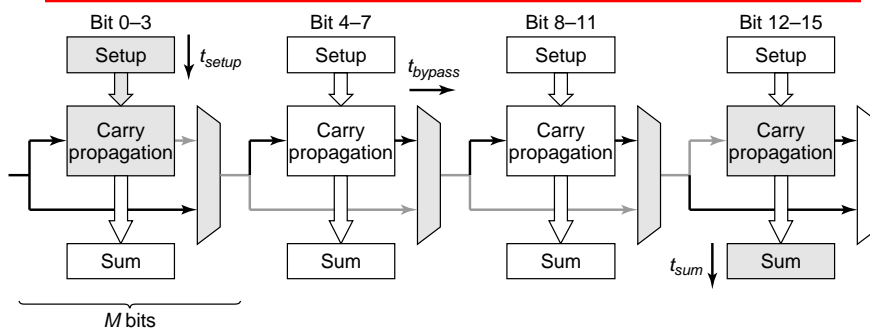 Bit 0–3
Bit 4–7
Bit 8–11
Bit 12–15
Setup
t_setup
Setup
t_bypass
Setup
Setup
Carry
propagation
Carry
propagation
Carry
propagation
Carry
propagation
Sum
Sum
Sum
t_sum
Sum
M bits